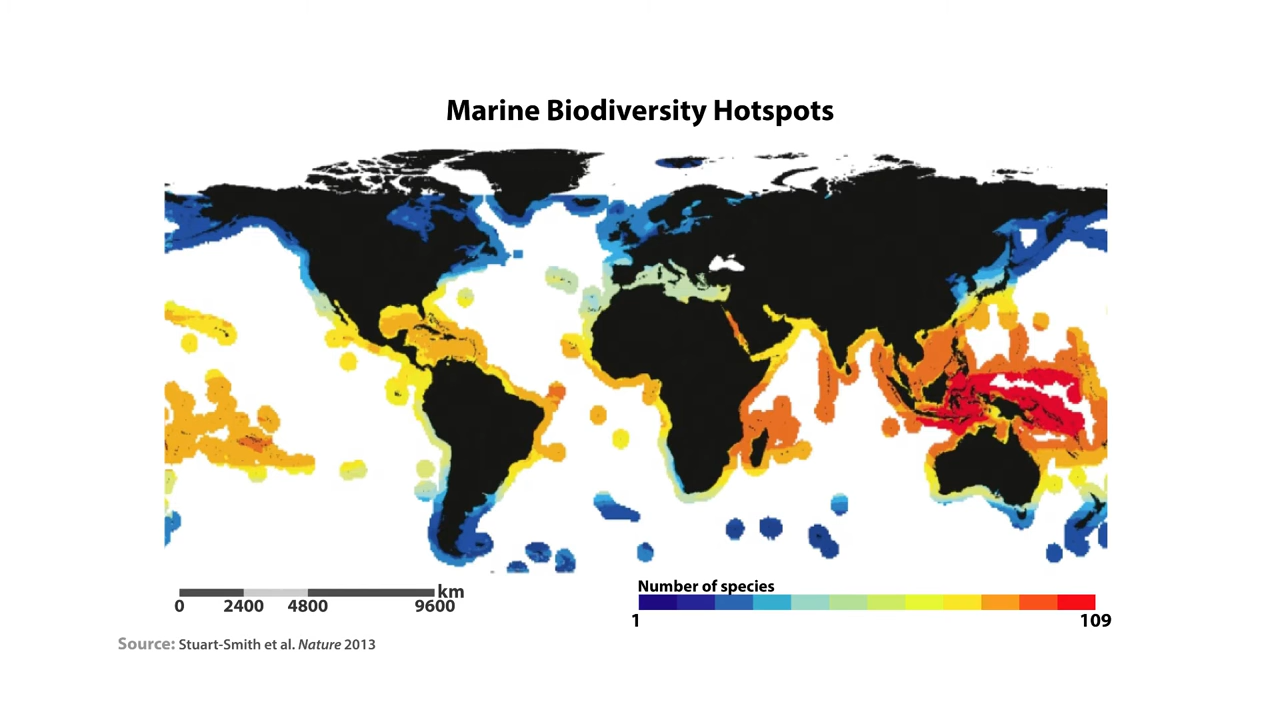 Marine Biodiversity Hotspots
km
0 2400 4800 9600
Number of species
1 109
Source: Stuart-Smith et al. Nature 2013